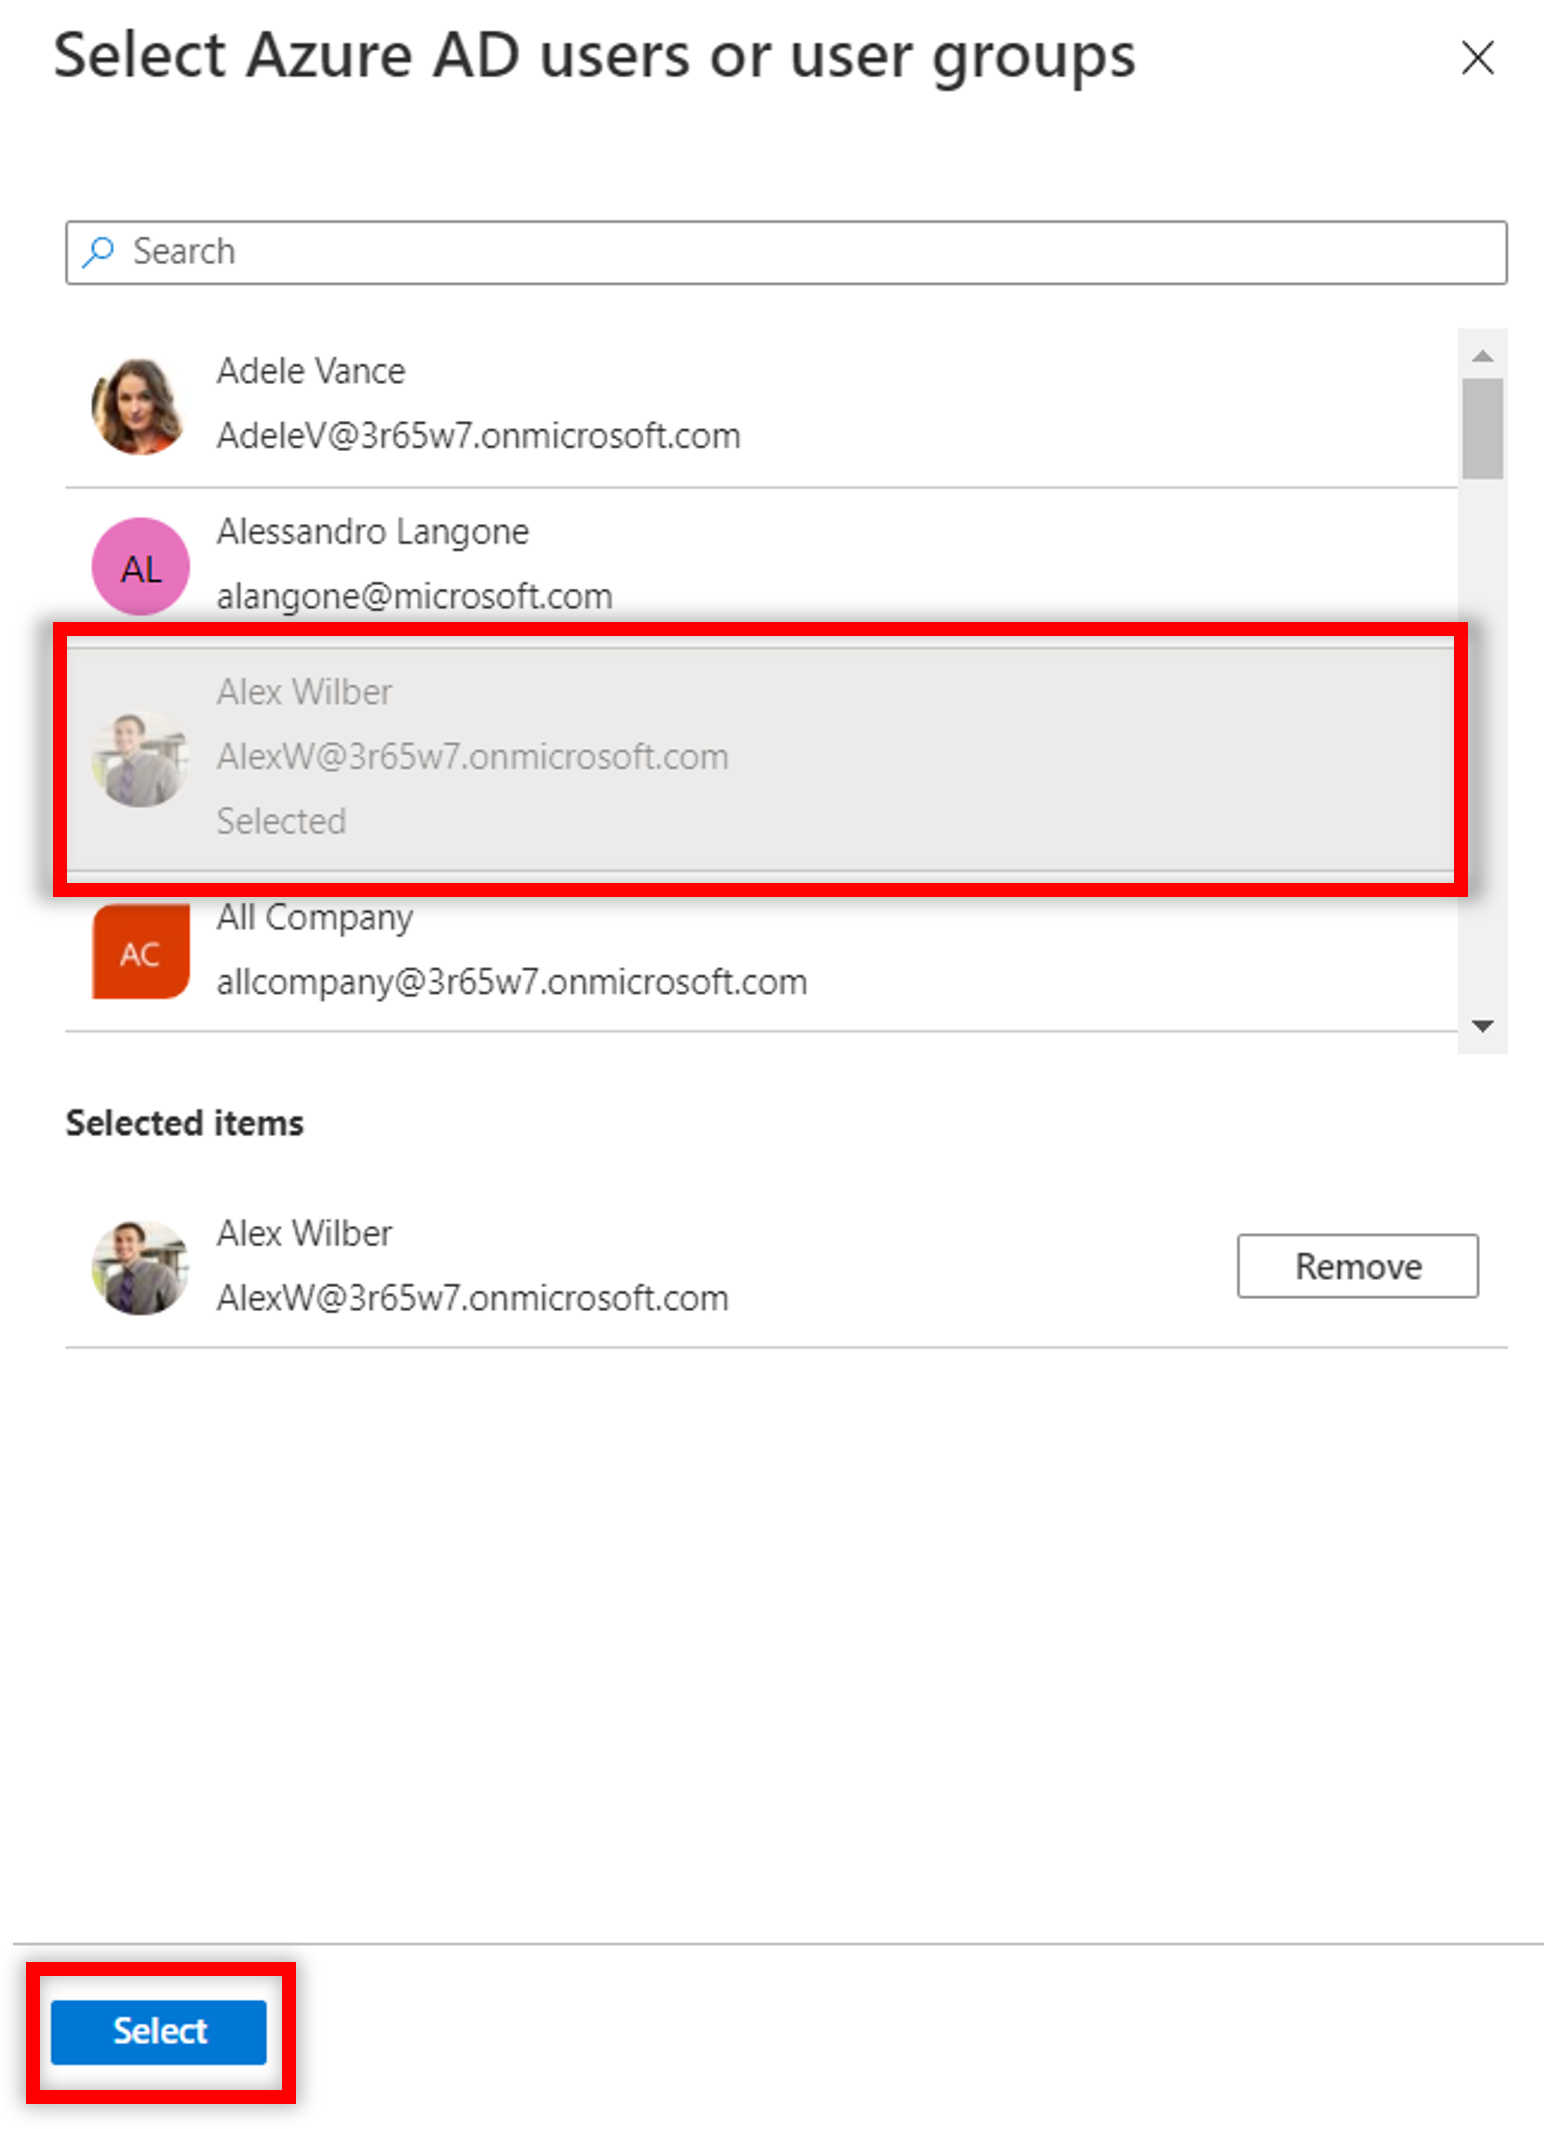 Select Azure AD users or user groups
Search
Adele Vance
AdeleV@3r65w7.onmicrosoft.com
AL
Alessandro Langone
alangone@microsoft.com
Alex Wilber
AlexW@3r65w7.onmicrosoft.com
Selected
AC
All Company
allcompany@3r65w7.onmicrosoft.com
Selected items
Alex Wilber
AlexW@3r65w7.onmicrosoft.com
Remove
Select